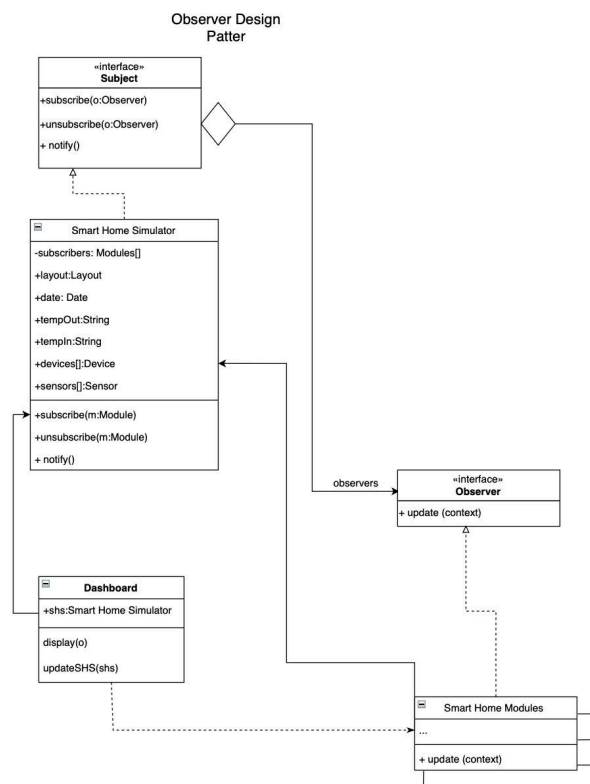 Observer Design
Patter
«interface»
Subject
+subscribe(o:Observer)
+unsubscribe(o:Observer)
+ notify()
Smart Home Simulator
-subscribers: Modules[]
+layout:Layout
+date: Date
+tempOut:String
+tempIn:String
+devices[]:Device
+sensors[]:Sensor
+subscribe(m:Module)
+unsubscribe(m:Module)
+ notify()
observers
«interface»
Observer
+ update (context)
Dashboard
+shs:Smart Home Simulator
display(o)
updateSHS(shs)
Smart Home Modules
...
+ update (context)